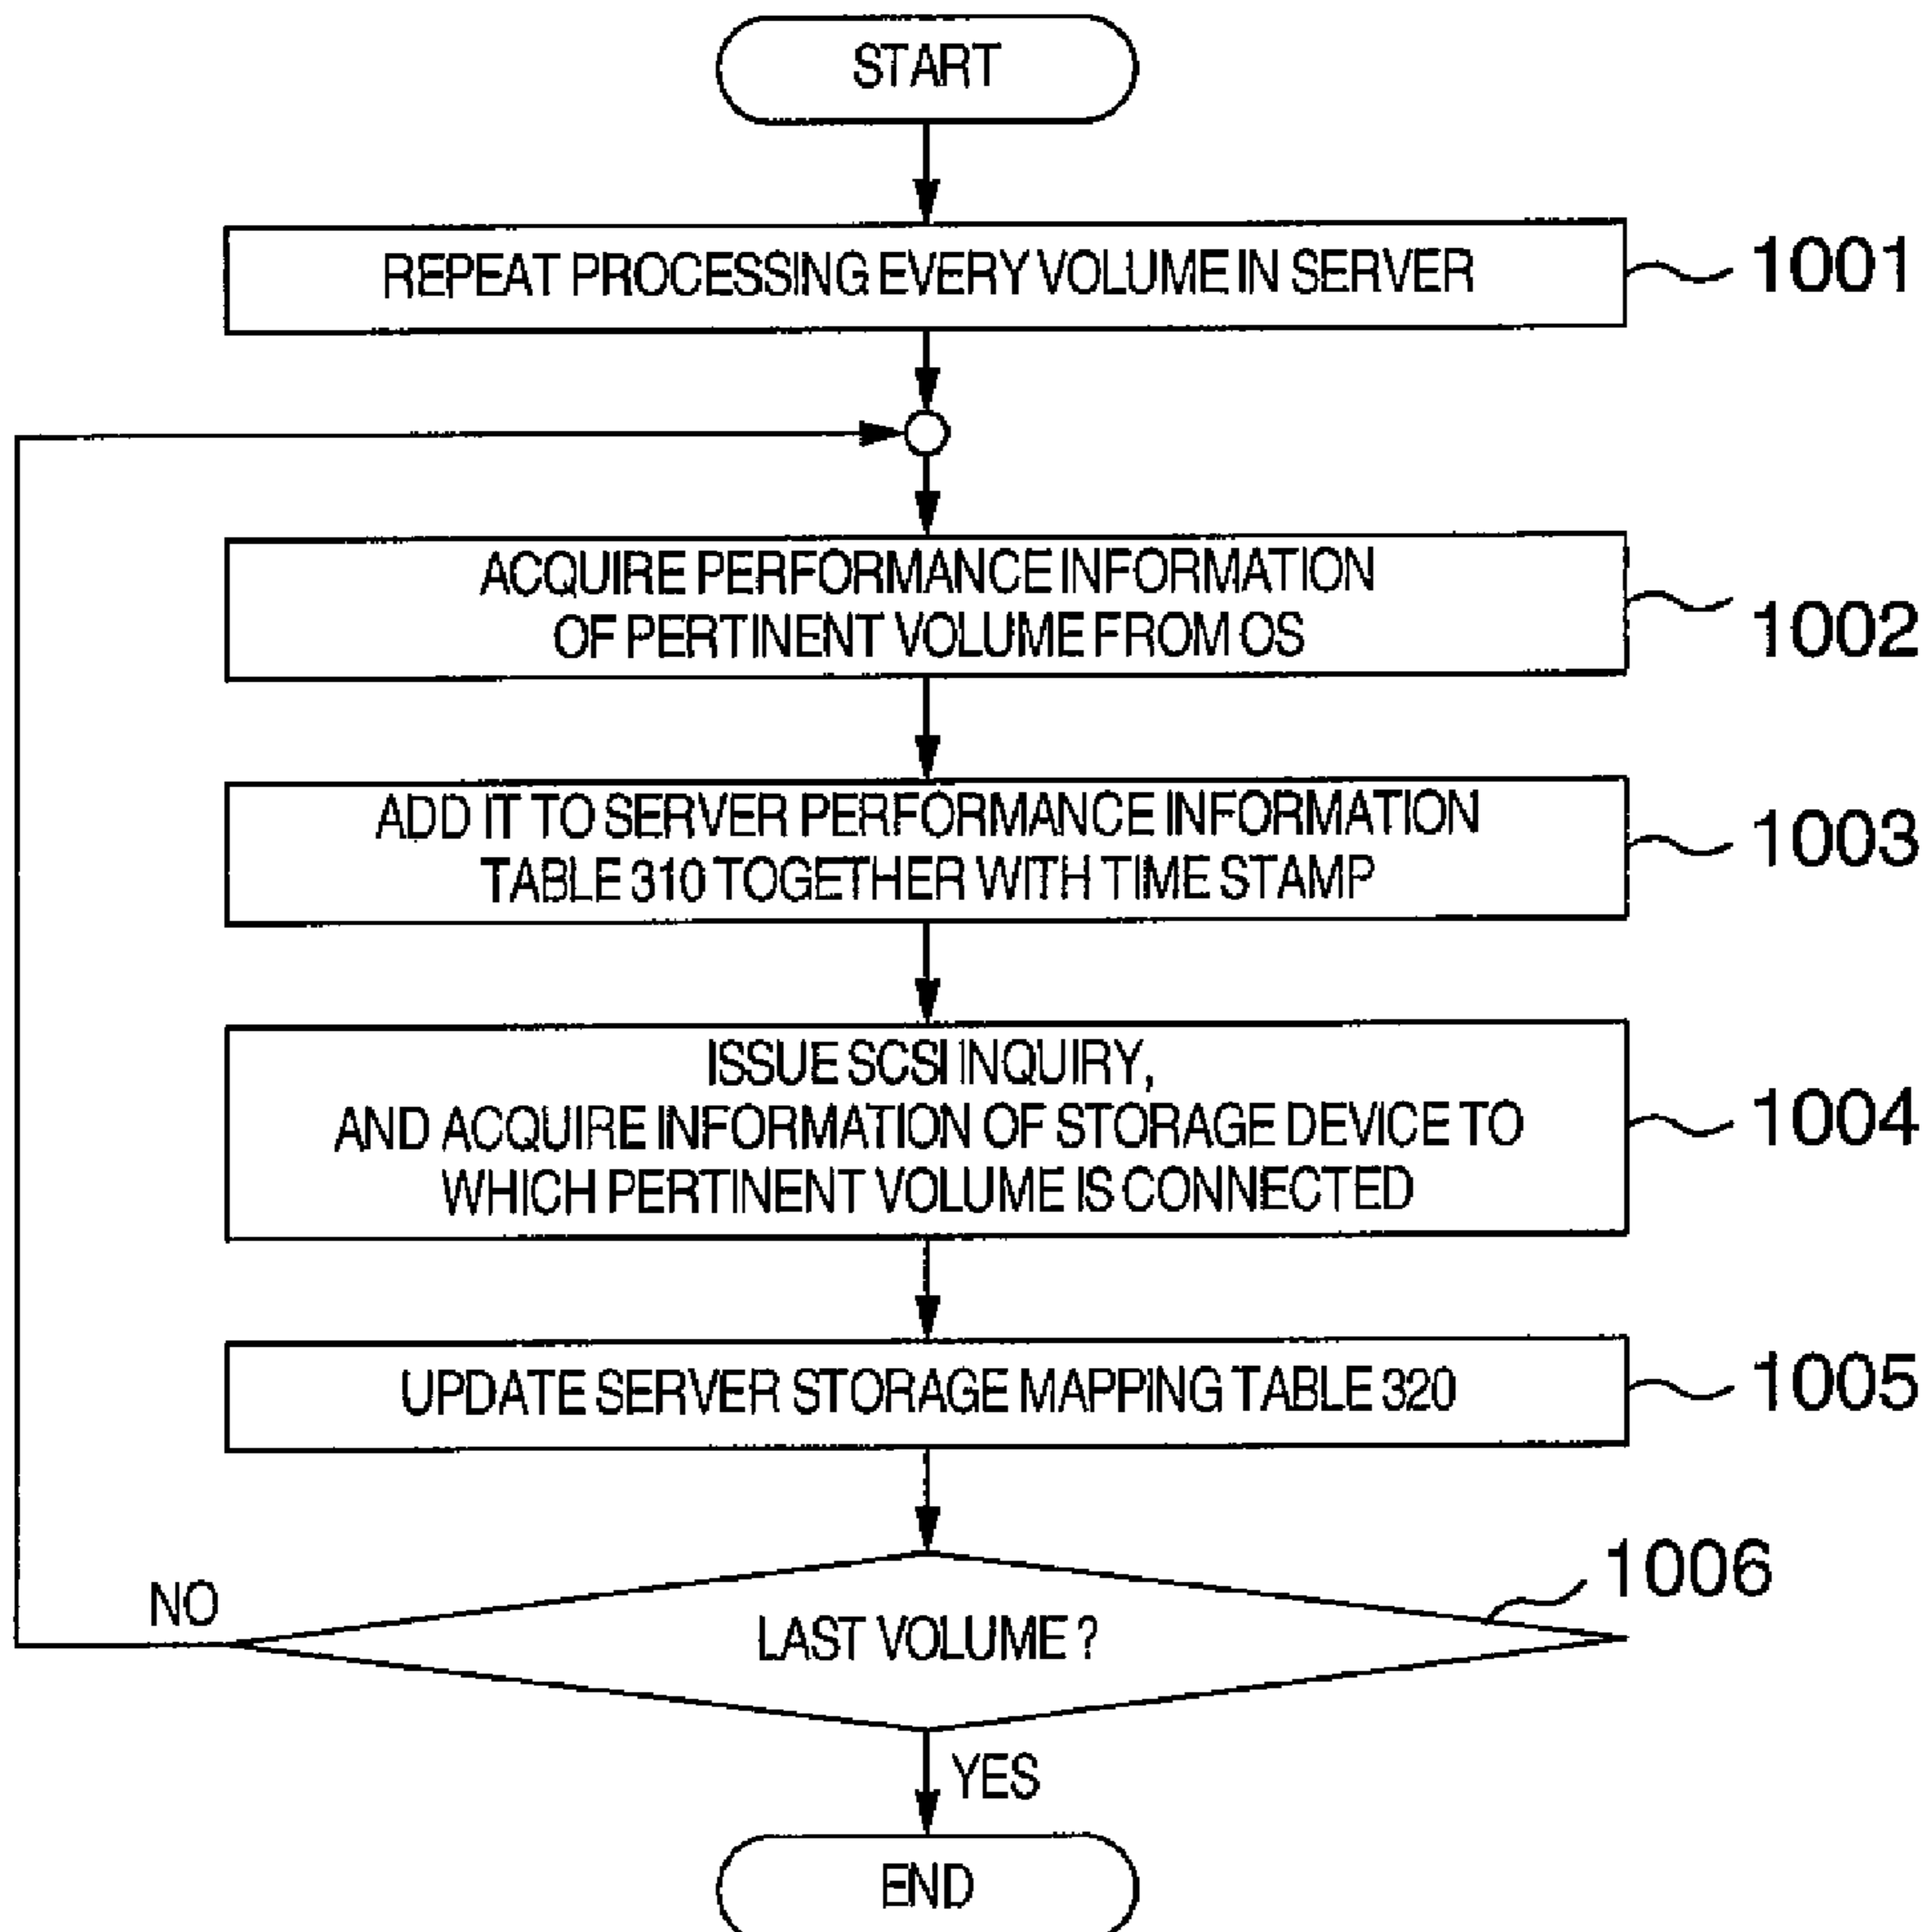 START
REPEAT PROCESSING EVERY VOLUME IN SERVER
1001
ACQUIRE PERFORMANCE INFORMATION
OF PERTINENT VOLUME FROM OS
1002
ADD IT TO SERVER PERFORMANCE INFORMATION
TABLE 310 TOGETHER WITH TIME STAMP
1003
ISSUE SCSI INQUIRY,
AND ACQUIRE INFORMATION OF STORAGE DEVICE TO
WHICH PERTINENT VOLUME IS CONNECTED
1004
UPDATE SERVER STORAGE MAPPING TABLE 320
1005
1006
NO
LAST VOLUME ?
YES
END